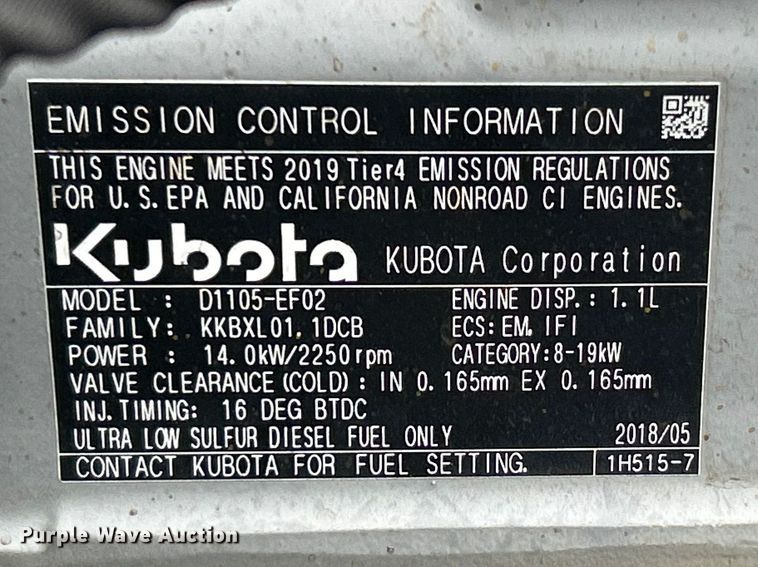 EMISSION CONTROL INFORMATION
THIS ENGINE MEETS 2019 Tier4 EMISSION REGULATIONS
FOR U.S.EPA AND CALIFORNIA NONROAD CI ENGINES.
Kubota KUBOTA Corporation
MODEL : D1105-EF02 ENGINE DISP.: 1.1L
FAMILY: KKBXL01.1DCB ECS:EM,IFI
POWER : 14.0kW/2250rpm CATEGORY:8-19kW
VALVE CLEARANCE(COLD): IN 0.165mm EX 0.165mm
INJ.TIMING: 16 DEG BTDC
ULTRA LOW SULFUR DIESEL FUEL ONLY 2018/05
CONTACT KUBOTA FOR FUEL SETTING. 1H515-7
Purple Wave Auction